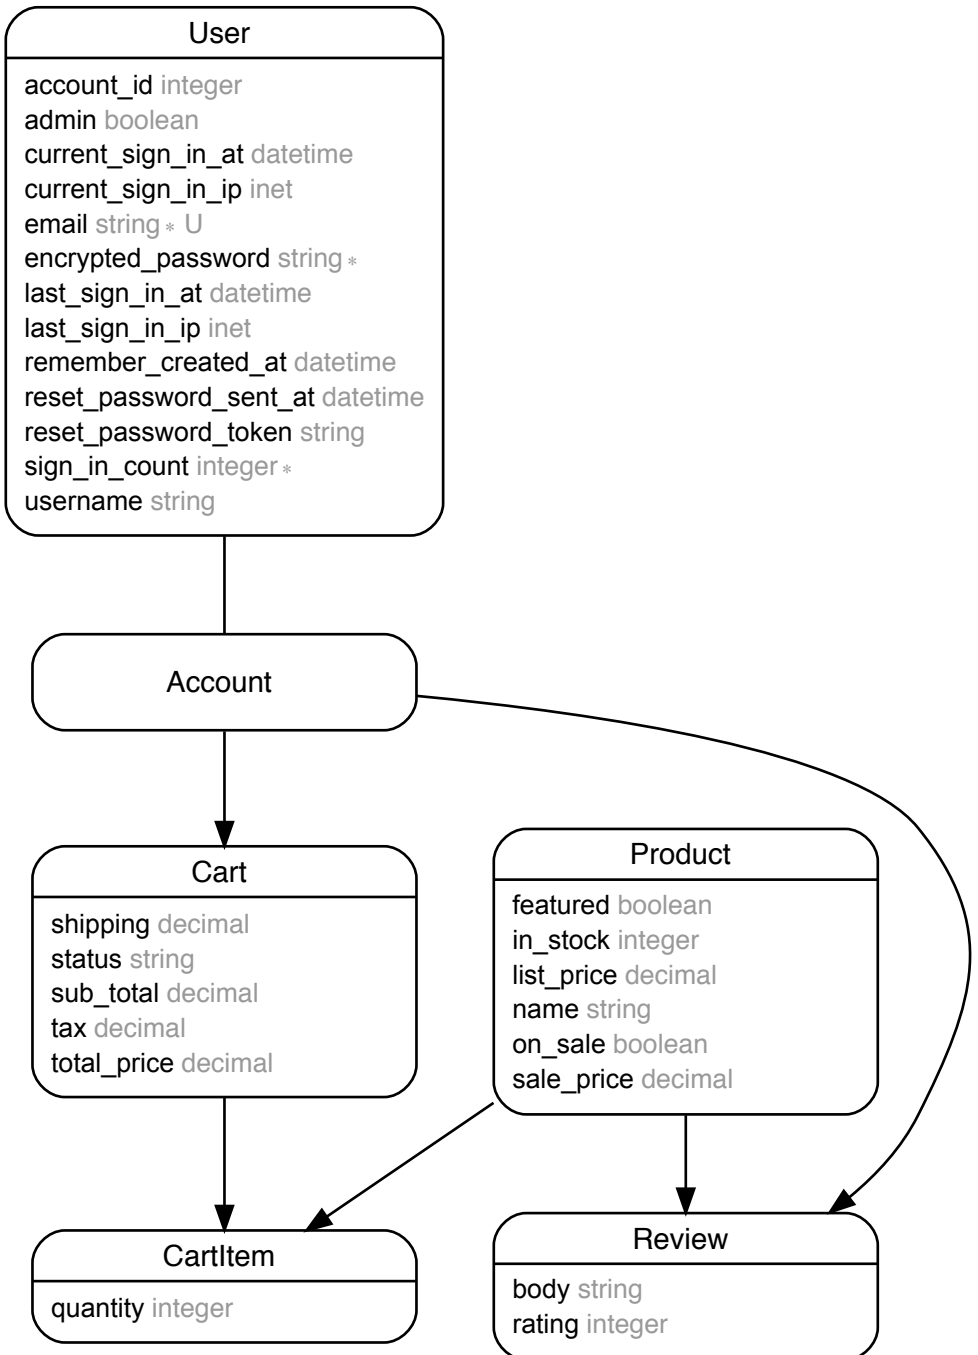 User
account_id integer
admin boolean
current_sign_in_at datetime
current_sign_in_ip inet
email string * U
encrypted_password string *
last_sign_in_at datetime
last_sign_in_ip inet
remember_created_at datetime
reset_password_sent_at datetime
reset_password_token string
sign_in_count integer *
username string
Account
Cart
shipping decimal
status string
sub_total decimal
tax decimal
total_price decimal
Product
featured boolean
in_stock integer
list_price decimal
name string
on_sale boolean
sale_price decimal
CartItem
quantity integer
Review
body string
rating integer